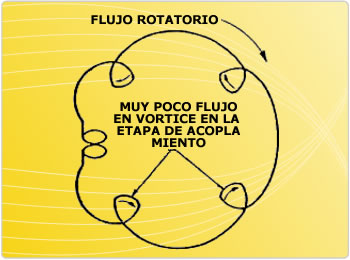 FLUJO ROTATORIO
MUY POCO FLUJO
EN VORTICE EN LA
ETAPA DE ACOPLA
MIENTO